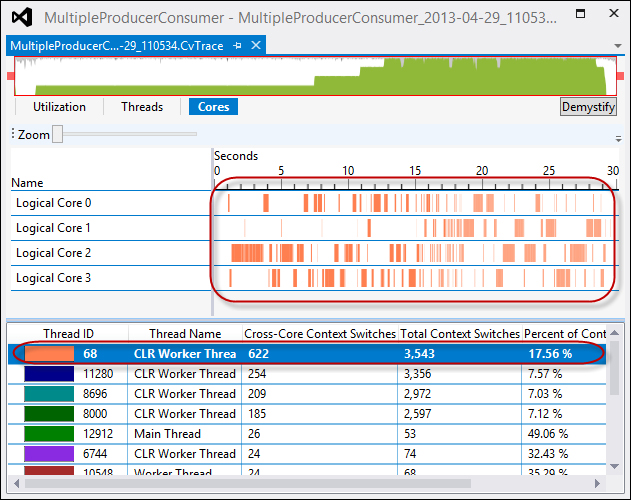 MultipleProducerConsumer - MultipleProducerConsumer_2013-04-29_11053...
MultipleProducerC...-29_110534.CvTrace
Utilization Threads Cores Demystify
Zoom
Seconds
Name 0 5 10 15 20 25 30
Logical Core 0
Logical Core 1
Logical Core 2
Logical Core 3
Thread ID Thread Name Cross-Core Context Switches Total Context Switches Percent of Cont
68 CLR Worker Threa 622 3,543 17.56 %
11280 CLR Worker Thread 254 3,356 7.57 %
8696 CLR Worker Thread 209 2,972 7.03 %
8000 CLR Worker Thread 185 2,597 7.12 %
12912 Main Thread 26 53 49.06 %
6744 CLR Worker Thread 24 74 32.43 %
10548 Worker Thread 24 68 35.29 %